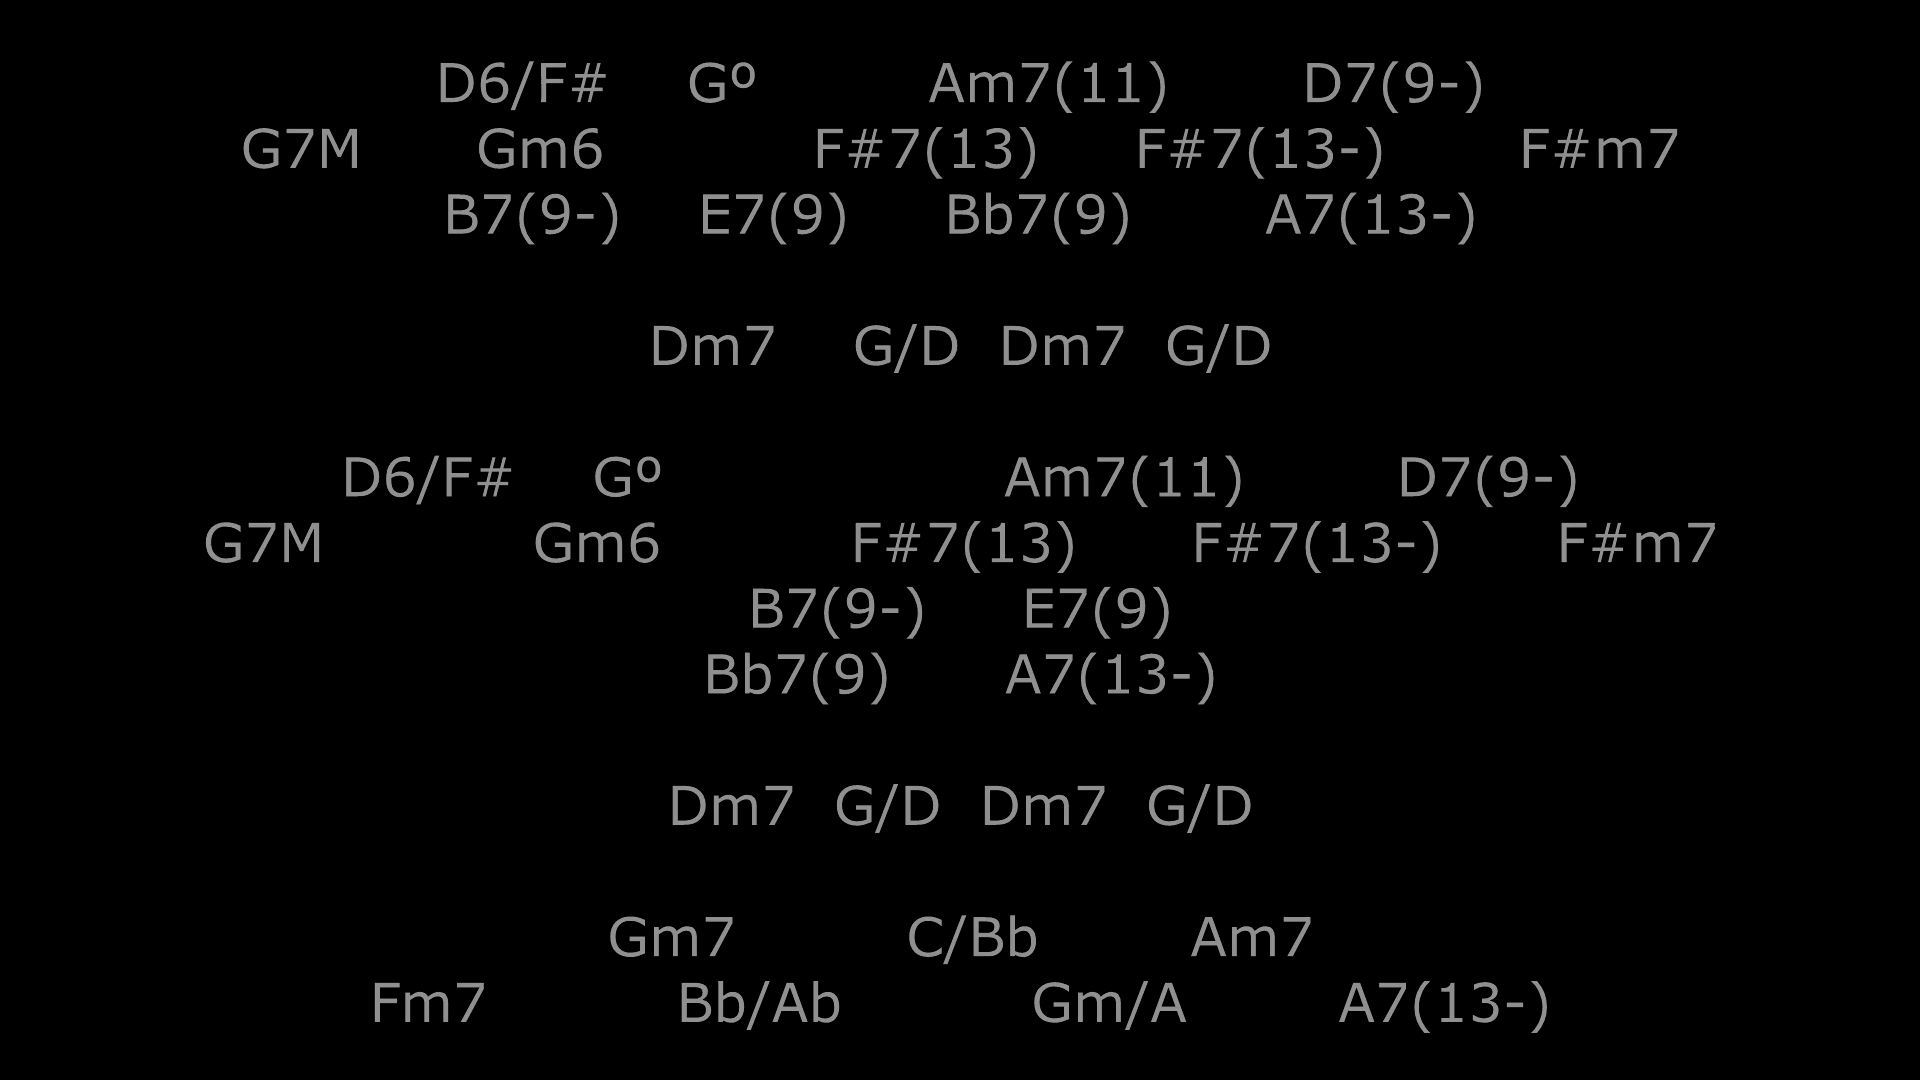 D6/F# Gº Am7(11) D7(9-)
G7M Gm6 F#7(13) F#7(13-) F#m7
B7(9-) E7(9) Bb7(9) A7(13-)
Dm7 G/D Dm7 G/D
D6/F# Gº Am7(11) D7(9-)
G7M Gm6 F#7(13) F#7(13-) F#m7
B7(9-) E7(9)
Bb7(9) A7(13-)
Dm7 G/D Dm7 G/D
Gm7 C/Bb Am7
Fm7 Bb/Ab Gm/A A7(13-)